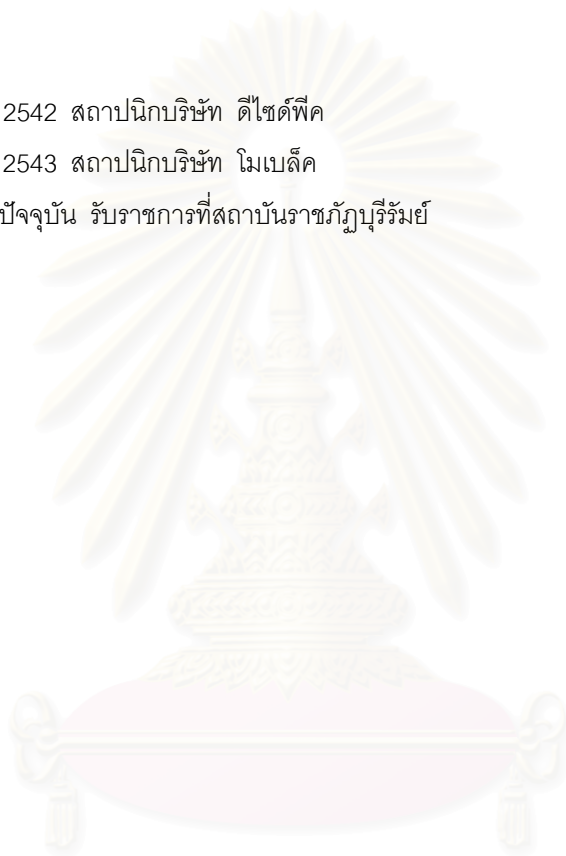 2542 สถาปนิกบริษัท ดีไซด์พีค
2543 สถาปนิกบริษัท โมเบล็ค
ปัจจุบัน รับราชการที่สถาบันราชภัฏบุรีรัมย์